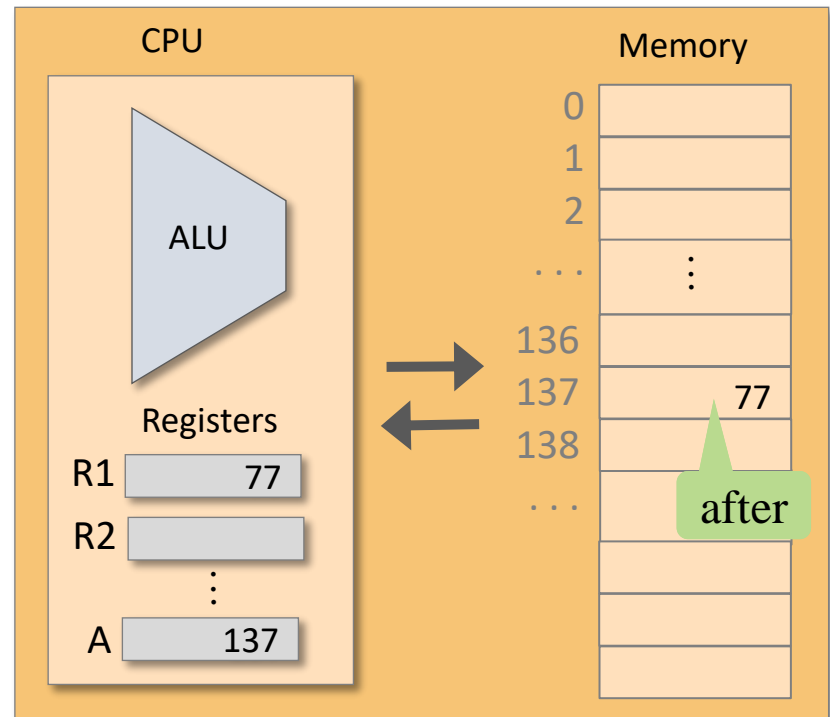 CPU
ALU
Registers
R1 77
R2
⋮
A 137
Memory
0
1
2
. . . ⋮
136
137 77
138
. . .
after